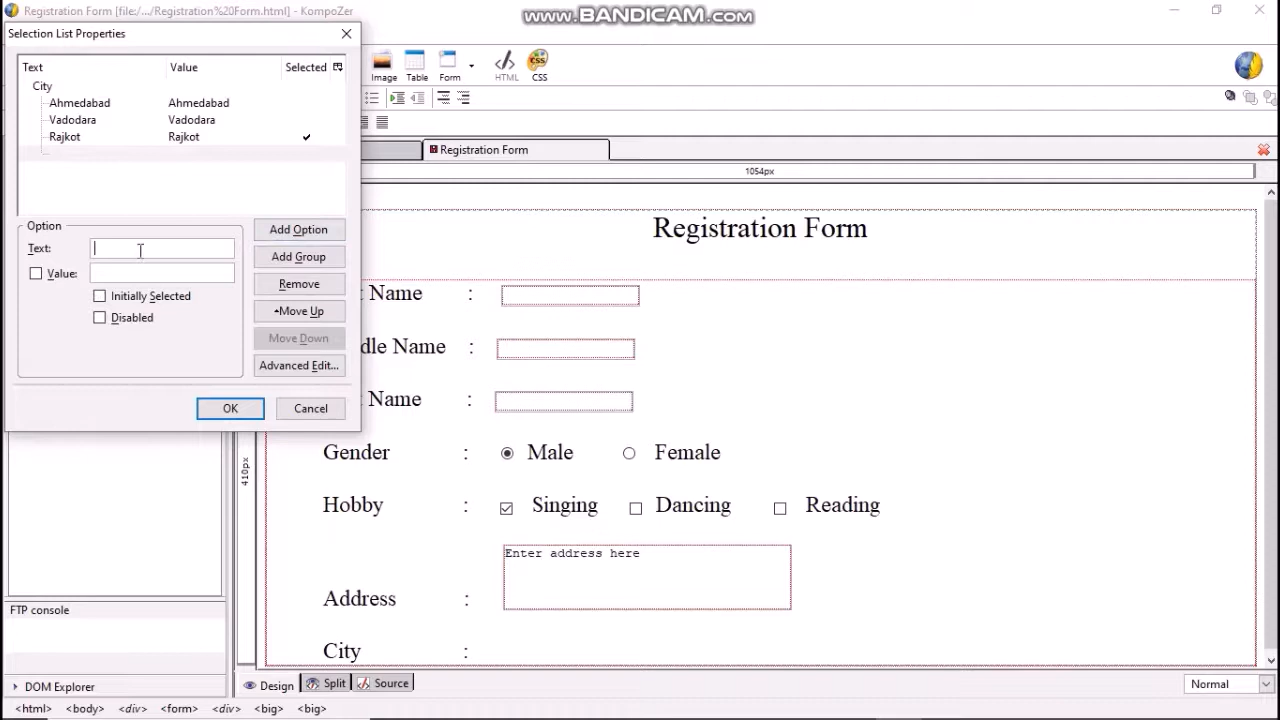 Registration Form [file:/.../Registration%20Form.html] - KompoZer
www.BANDICAM.com
Selection List Properties
Text Value Selected
City
Ahmedabad Ahmedabad
Vadodara Vadodara
Rajkot Rajkot
Image Table Form HTML CSS
CSS
Registration Form
1054px
Option
Text:
Value:
Initially Selected
Disabled
Add Option
Add Group
Remove
Move Up
Move Down
Advanced Edit...
OK Cancel
Registration Form
Name :
dle Name :
Name :
Gender : Male Female
Hobby : Singing Dancing Reading
Enter address here
Address :
City :
410px
FTP console
DOM Explorer
Design Split Source
Normal
<html> <body> <div> <form> <div> <big> <big>